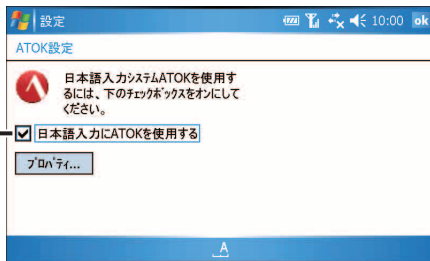 設定 10:00 ok
ATOK設定
日本語入力システムATOKを使用す
るには、下のチェックボックスをオンにして
ください。
日本語入力にATOKを使用する
プロパティ...
A